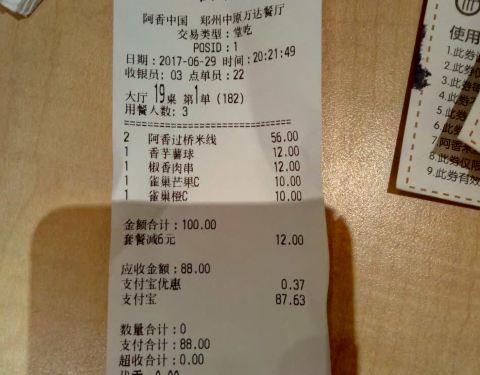 阿香中国 郑州中原万达餐厅
交易类型:堂吃
POSID:1
日期:2017-06-29 时间:20:21:49
收银员: 03 点单员:22
大厅 19桌 第1单 (182)
用餐人数: 3
================================
2 阿香过桥米线 56.00
1 香芋薯球 12.00
1 椒香肉串 12.00
1 雀巢芒果C 10.00
1 雀巢橙C 10.00
金额合计:100.00
套餐减6元 12.00
应收金额:88.00
支付宝优惠 0.37
支付宝 87.63
数量合计:0
支付合计:88.00
超收合计:0.00
使用
1.此券
2.此券仅
3.此券每
4.此券不
5.此券
6.此券
7.阿香米
8.此券仅限
9.此券有效